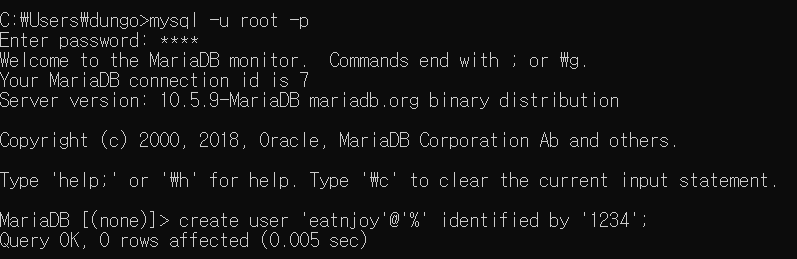 C:₩Users₩dungo>mysql -u root -p
Enter password: ****
Welcome to the MariaDB monitor.  Commands end with ; or ₩g.
Your MariaDB connection id is 7
Server version: 10.5.9-MariaDB mariadb.org binary distribution
Copyright (c) 2000, 2018, Oracle, MariaDB Corporation Ab and others.
Type 'help;' or '₩h' for help. Type '₩c' to clear the current input statement.
MariaDB [(none)]> create user 'eatnjoy'@'%' identified by '1234';
Query OK, 0 rows affected (0.005 sec)